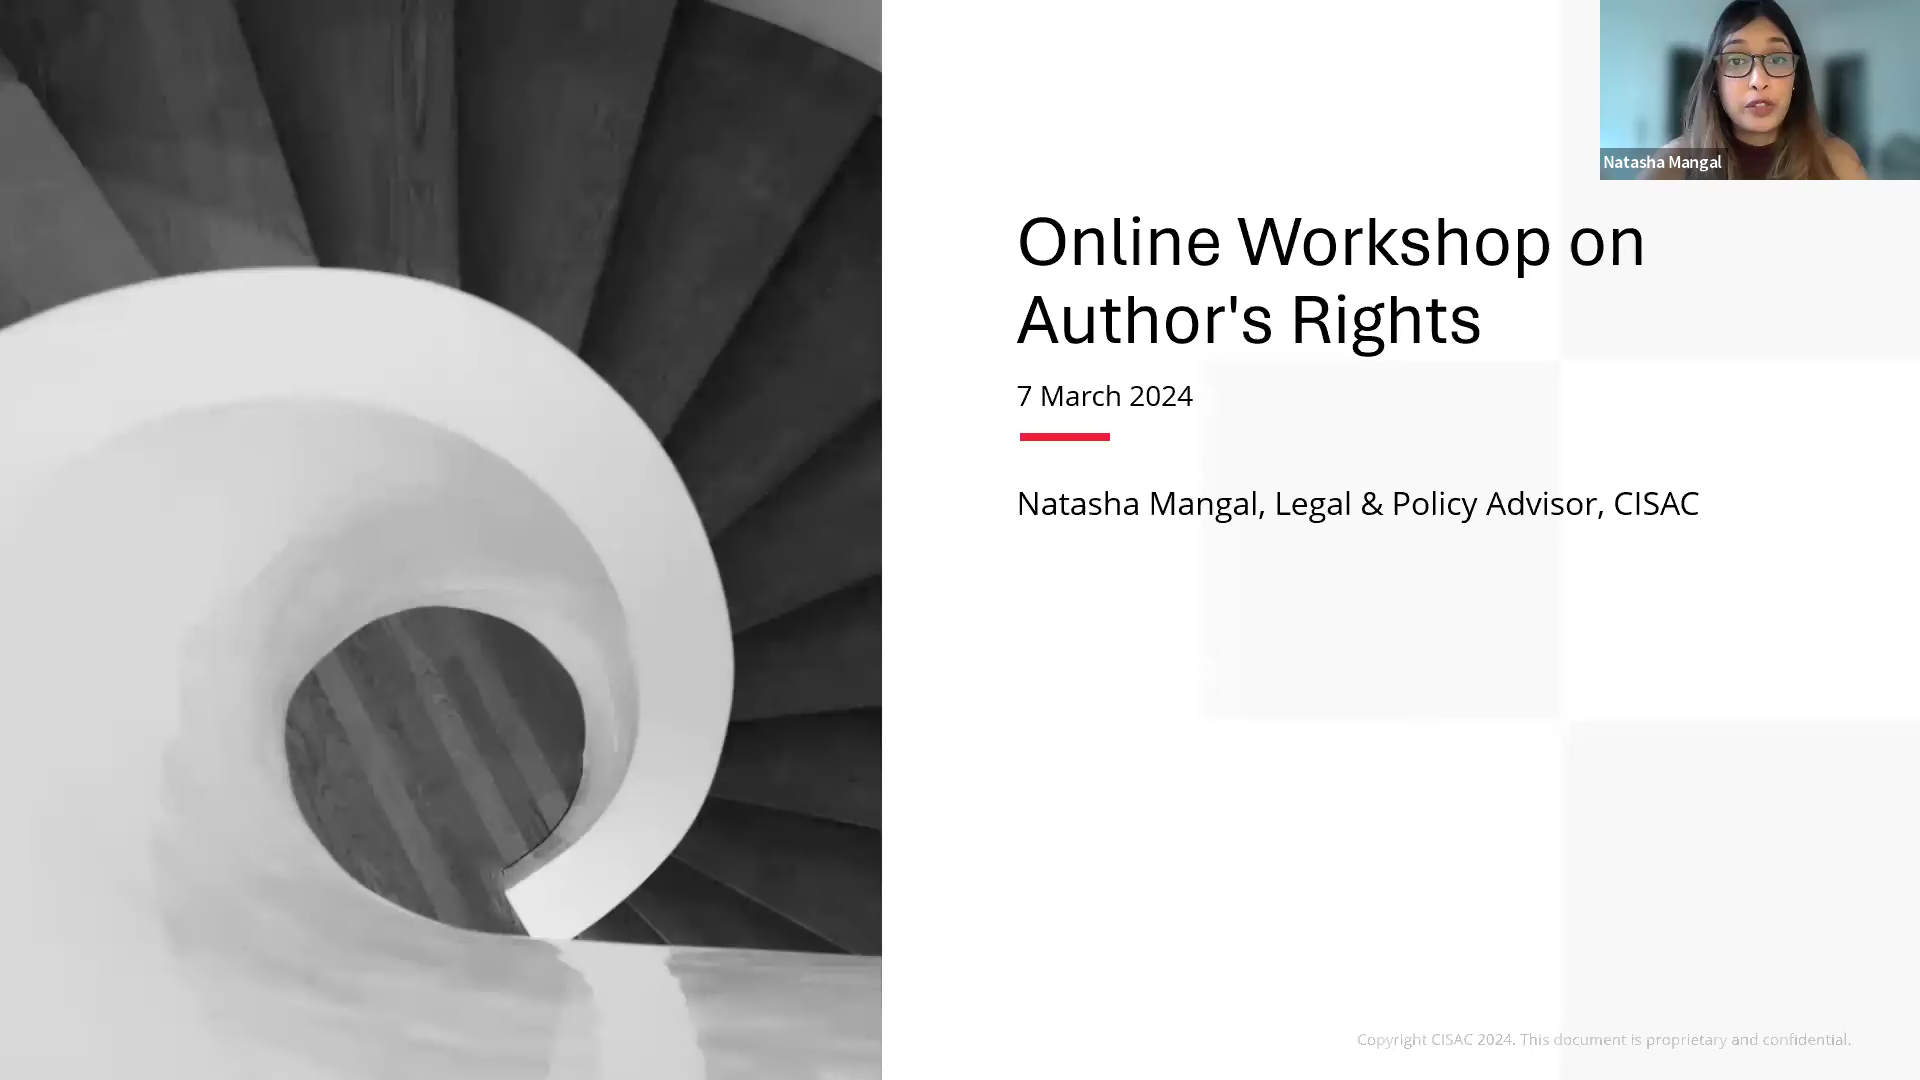 Natasha Mangal
Online Workshop on
Author's Rights
7 March 2024
Natasha Mangal, Legal & Policy Advisor, CISAC
Copyright CISAC 2024. This document is proprietary and confidential.